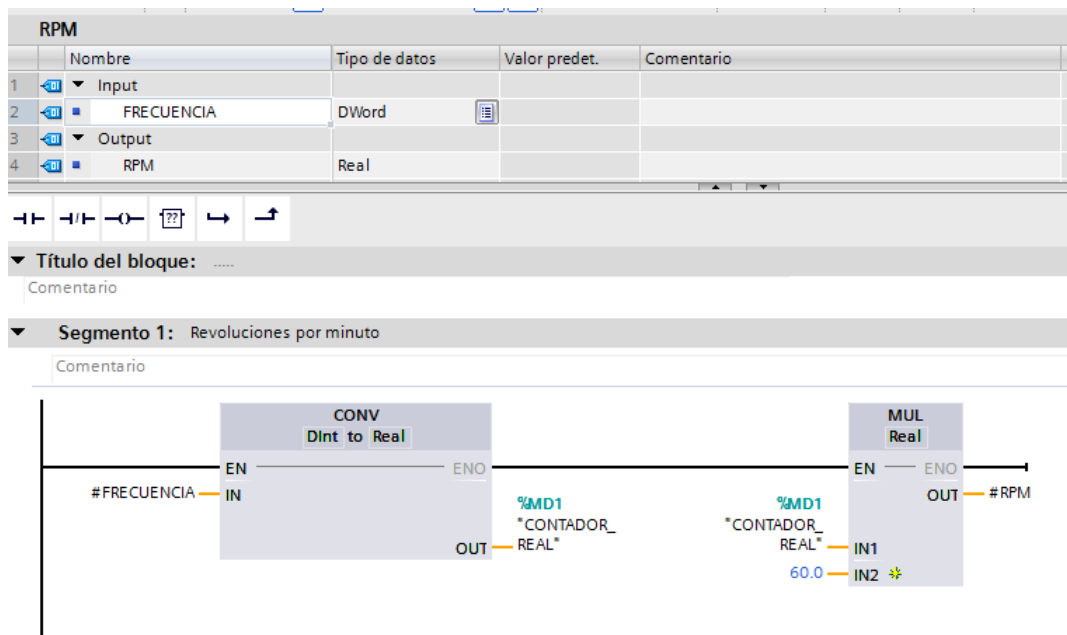 RPM
Nombre Tipo de datos Valor predet. Comentario
1 Input
2 FRECUENCIA DWord
3 Output
4 RPM Real
??
Título del bloque: .....
Comentario
Segmento 1: Revoluciones por minuto
Comentario
CONV
DInt to Real
EN ENO
#FRECUENCIA IN
%MD1
"CONTADOR_
REAL"
OUT
MUL
Real
EN ENO
OUT #RPM
%MD1
"CONTADOR_
REAL"
IN1
60.0 IN2